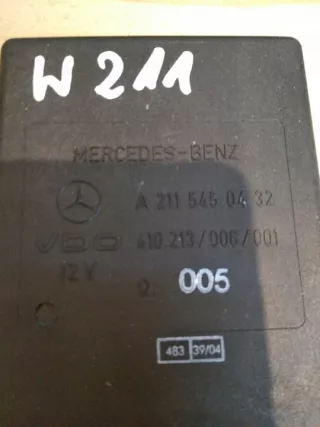 W 211
MERCEDES-BENZ
A 211 545 04 32
VDO 410.213/006/001
12 V
Q 005
483 39/04